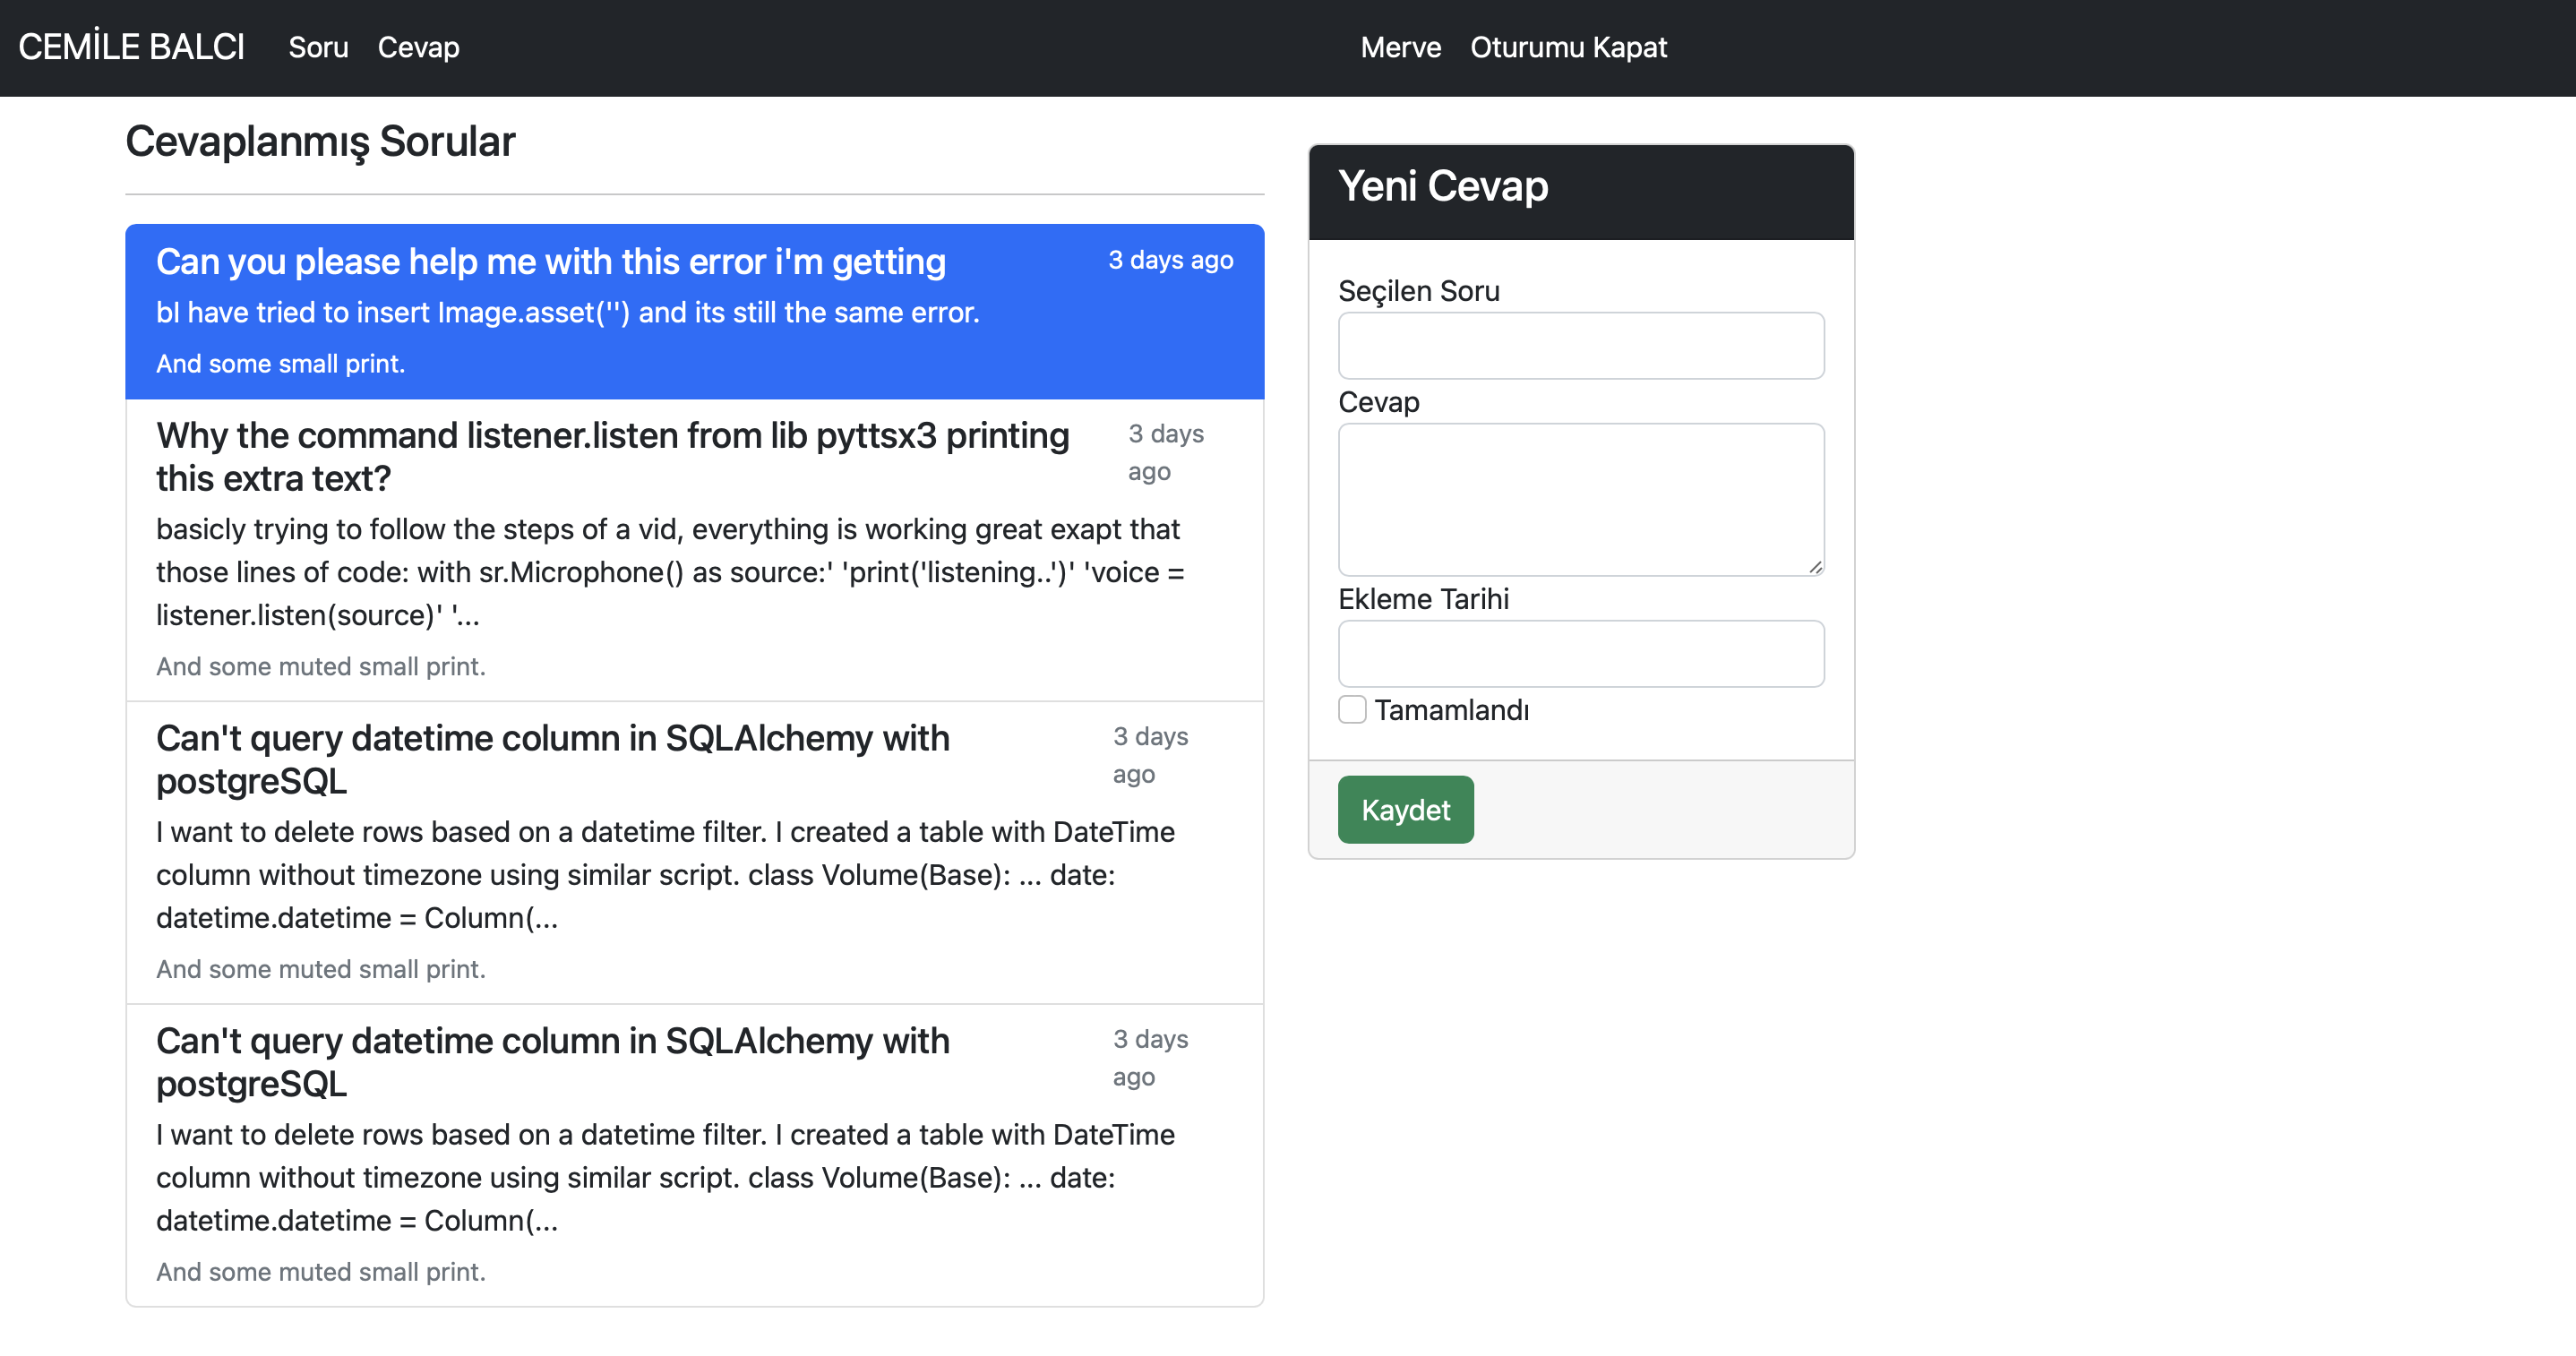 CEMİLE BALCI Soru Cevap Merve Oturumu Kapat
Cevaplanmış Sorular
Can you please help me with this error i'm getting 3 days ago
bI have tried to insert Image.asset('') and its still the same error.
And some small print.
Why the command listener.listen from lib pyttsx3 printing
this extra text?
3 days
ago
basicly trying to follow the steps of a vid, everything is working great exapt that
those lines of code: with sr.Microphone() as source:' 'print('listening..')' 'voice =
listener.listen(source)' '...
And some muted small print.
Can't query datetime column in SQLAlchemy with
postgreSQL
3 days
ago
I want to delete rows based on a datetime filter. I created a table with DateTime
column without timezone using similar script. class Volume(Base): ... date:
datetime.datetime = Column(...
And some muted small print.
Can't query datetime column in SQLAlchemy with
postgreSQL
3 days
ago
I want to delete rows based on a datetime filter. I created a table with DateTime
column without timezone using similar script. class Volume(Base): ... date:
datetime.datetime = Column(...
And some muted small print.
Yeni Cevap
Seçilen Soru
Cevap
Ekleme Tarihi
Tamamlandı
Kaydet